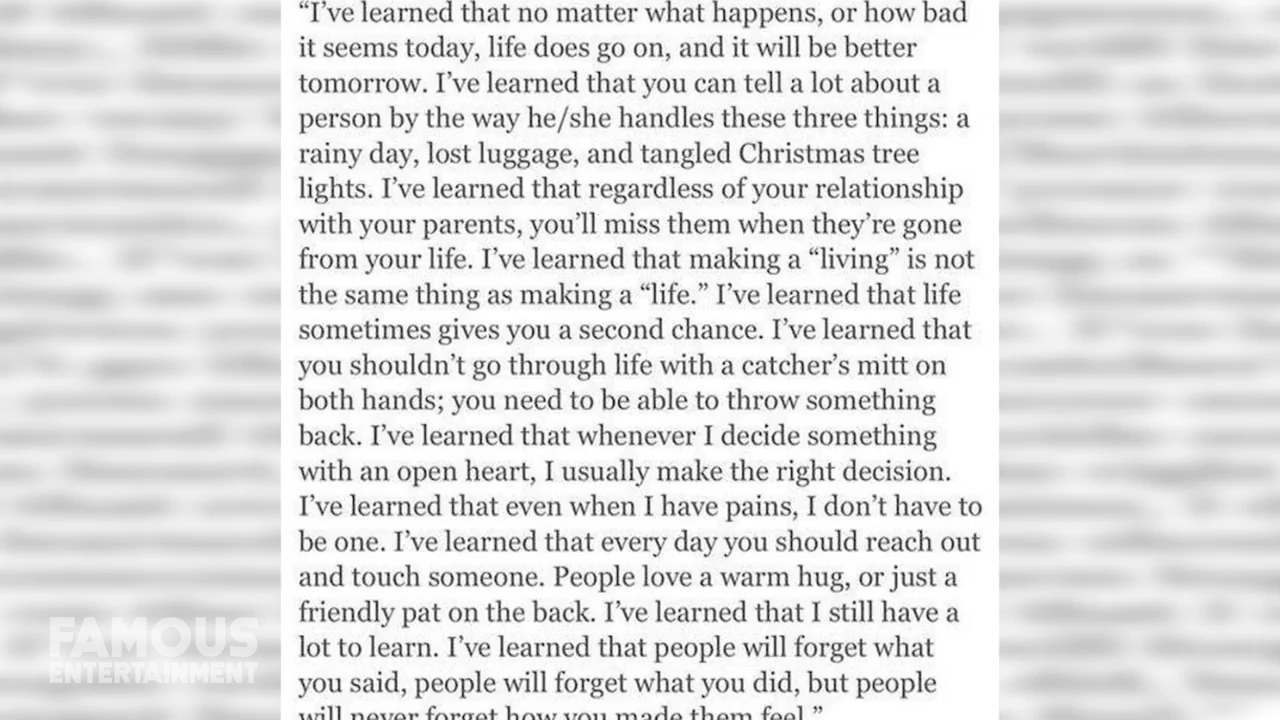 “I’ve learned that no matter what happens, or how bad
it seems today, life does go on, and it will be better
tomorrow. I’ve learned that you can tell a lot about a
person by the way he/she handles these three things: a
rainy day, lost luggage, and tangled Christmas tree
lights. I’ve learned that regardless of your relationship
with your parents, you’ll miss them when they’re gone
from your life. I’ve learned that making a “living” is not
the same thing as making a “life.” I’ve learned that life
sometimes gives you a second chance. I’ve learned that
you shouldn’t go through life with a catcher’s mitt on
both hands; you need to be able to throw something
back. I’ve learned that whenever I decide something
with an open heart, I usually make the right decision.
I’ve learned that even when I have pains, I don’t have to
be one. I’ve learned that every day you should reach out
and touch someone. People love a warm hug, or just a
friendly pat on the back. I’ve learned that I still have a
lot to learn. I’ve learned that people will forget what
you said, people will forget what you did, but people
will never forget how you made them feel.”
FAMOUS
ENTERTAINMENT